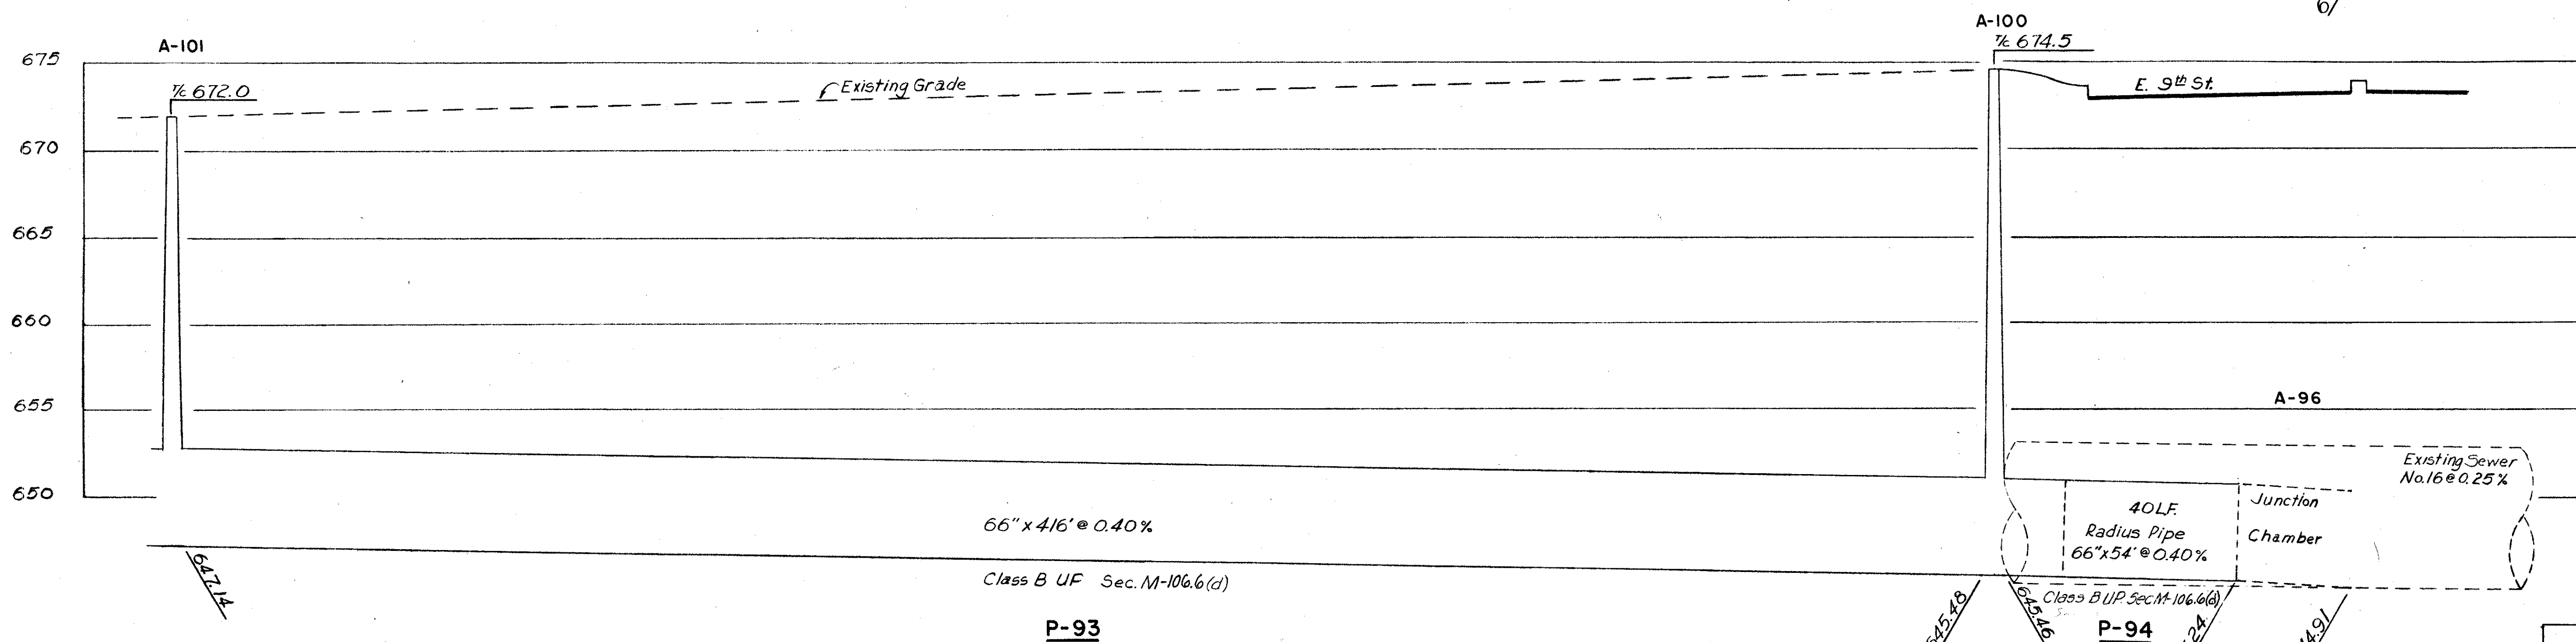 6/
A-101
A-100
T/c 674.5
675
Existing Grade
T/c 672.0
E. 9th St.
670
665
660
655
A-96
Existing Sewer
No.16@0.25%
650
40LF.
Radius Pipe
66"x54'@0.40%
Junction
Chamber
66"x416'@0.40%
647.14
Class B UF Sec. M-106.6(d)
645.48
645.46
Class B UP. Sec M-106.6(d)
P-93
P-94